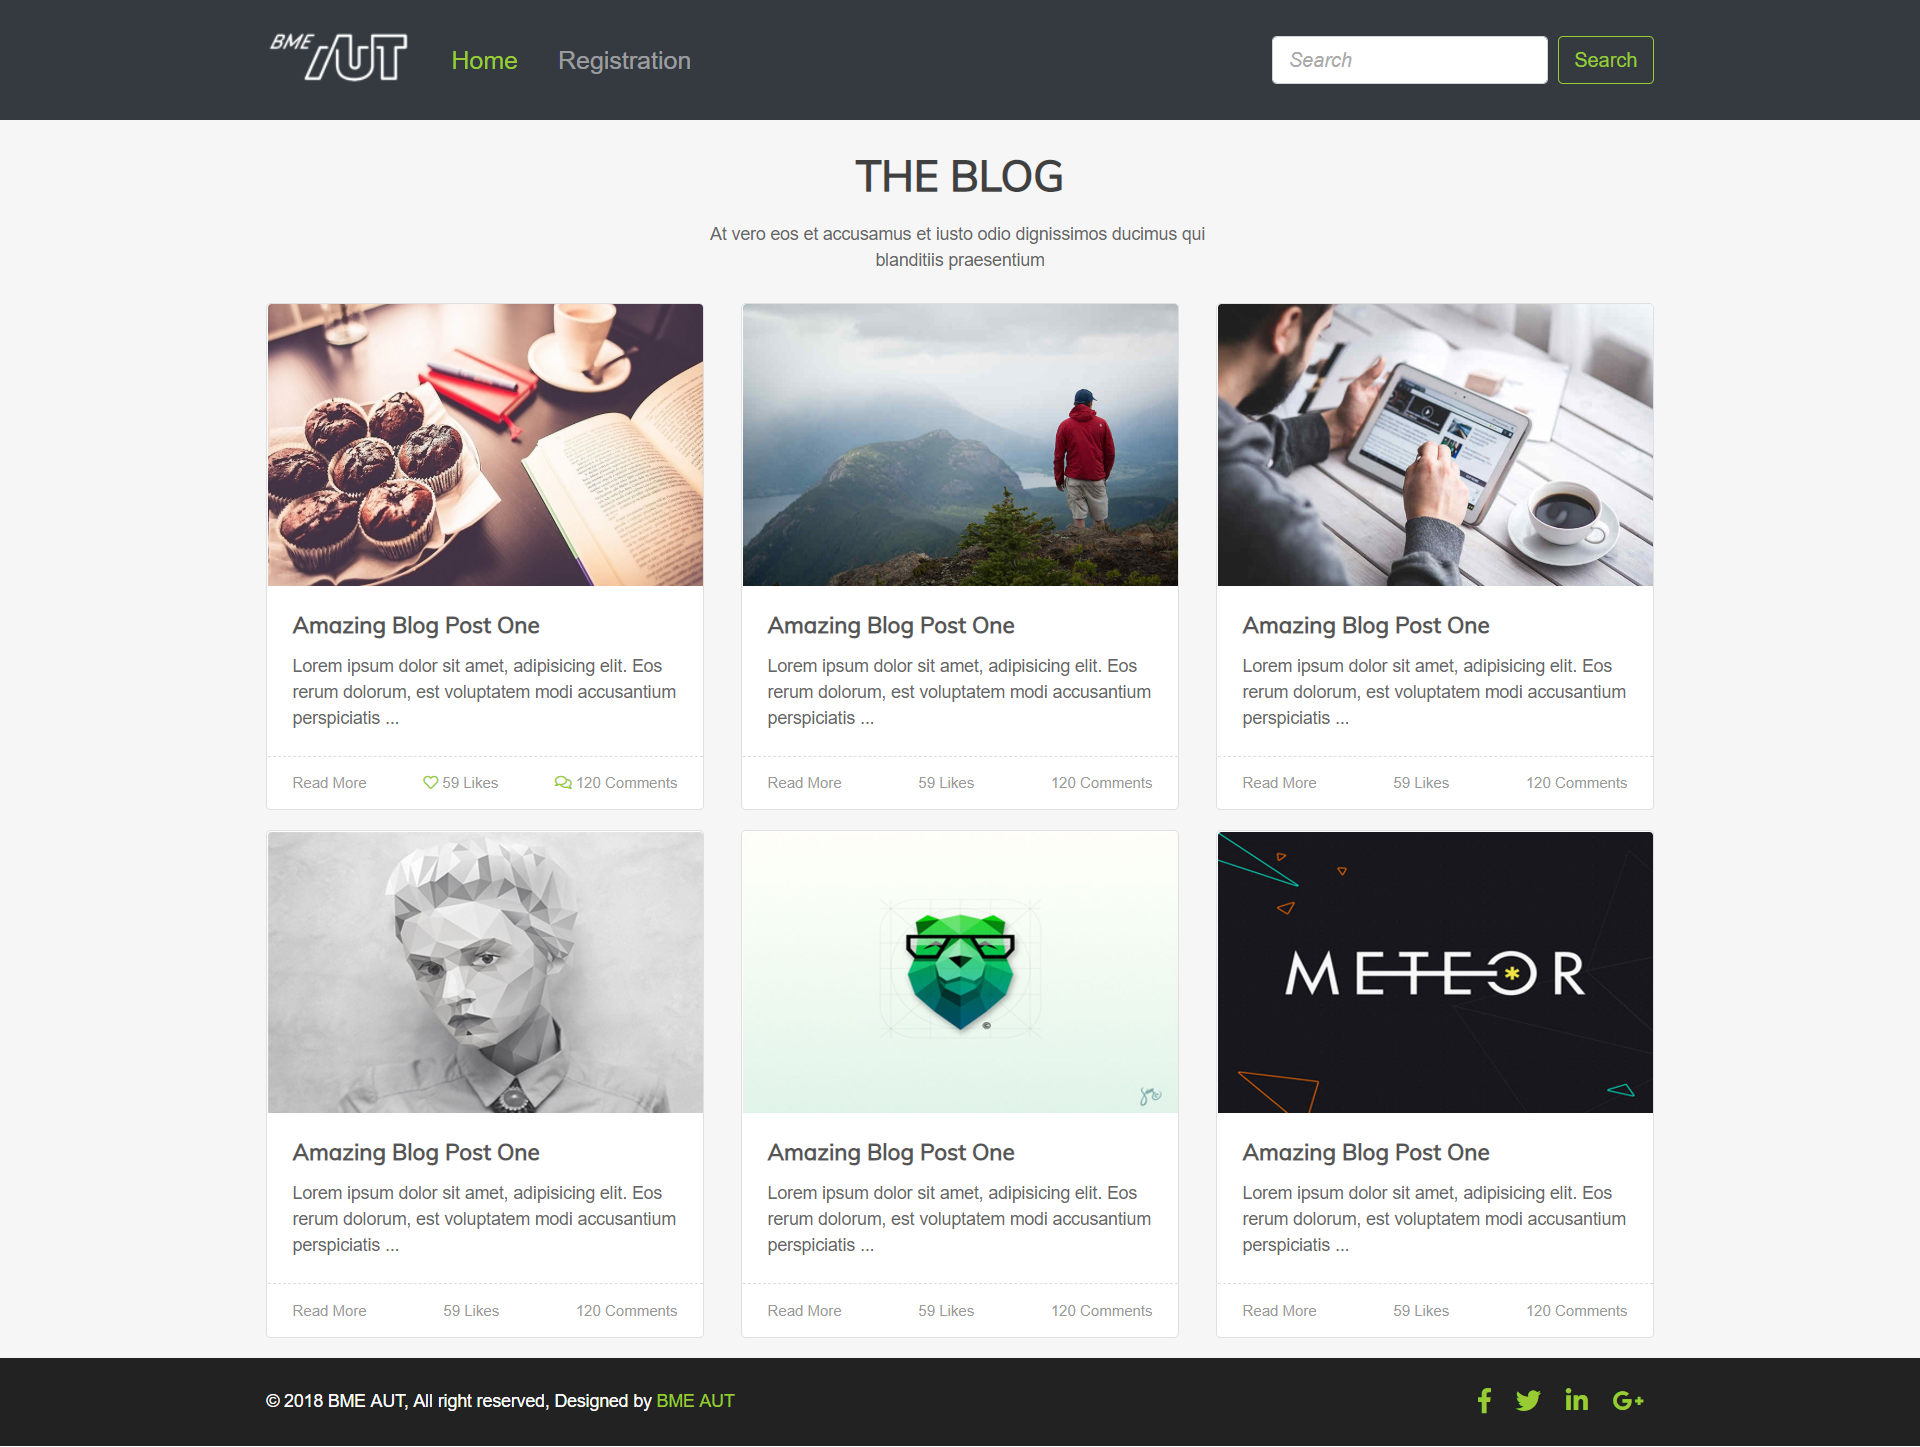 BME AUT
Home
Registration
Search
Search
THE BLOG
At vero eos et accusamus et iusto odio dignissimos ducimus qui
blanditiis praesentium
Amazing Blog Post One
Lorem ipsum dolor sit amet, adipisicing elit. Eos
rerum dolorum, est voluptatem modi accusantium
perspiciatis ...
Read More
59 Likes
120 Comments
Amazing Blog Post One
Lorem ipsum dolor sit amet, adipisicing elit. Eos
rerum dolorum, est voluptatem modi accusantium
perspiciatis ...
Read More
59 Likes
120 Comments
Amazing Blog Post One
Lorem ipsum dolor sit amet, adipisicing elit. Eos
rerum dolorum, est voluptatem modi accusantium
perspiciatis ...
Read More
59 Likes
120 Comments
Amazing Blog Post One
Lorem ipsum dolor sit amet, adipisicing elit. Eos
rerum dolorum, est voluptatem modi accusantium
perspiciatis ...
Read More
59 Likes
120 Comments
©
Amazing Blog Post One
Lorem ipsum dolor sit amet, adipisicing elit. Eos
rerum dolorum, est voluptatem modi accusantium
perspiciatis ...
Read More
59 Likes
120 Comments
METEOR
Amazing Blog Post One
Lorem ipsum dolor sit amet, adipisicing elit. Eos
rerum dolorum, est voluptatem modi accusantium
perspiciatis ...
Read More
59 Likes
120 Comments
© 2018 BME AUT, All right reserved, Designed by BME AUT